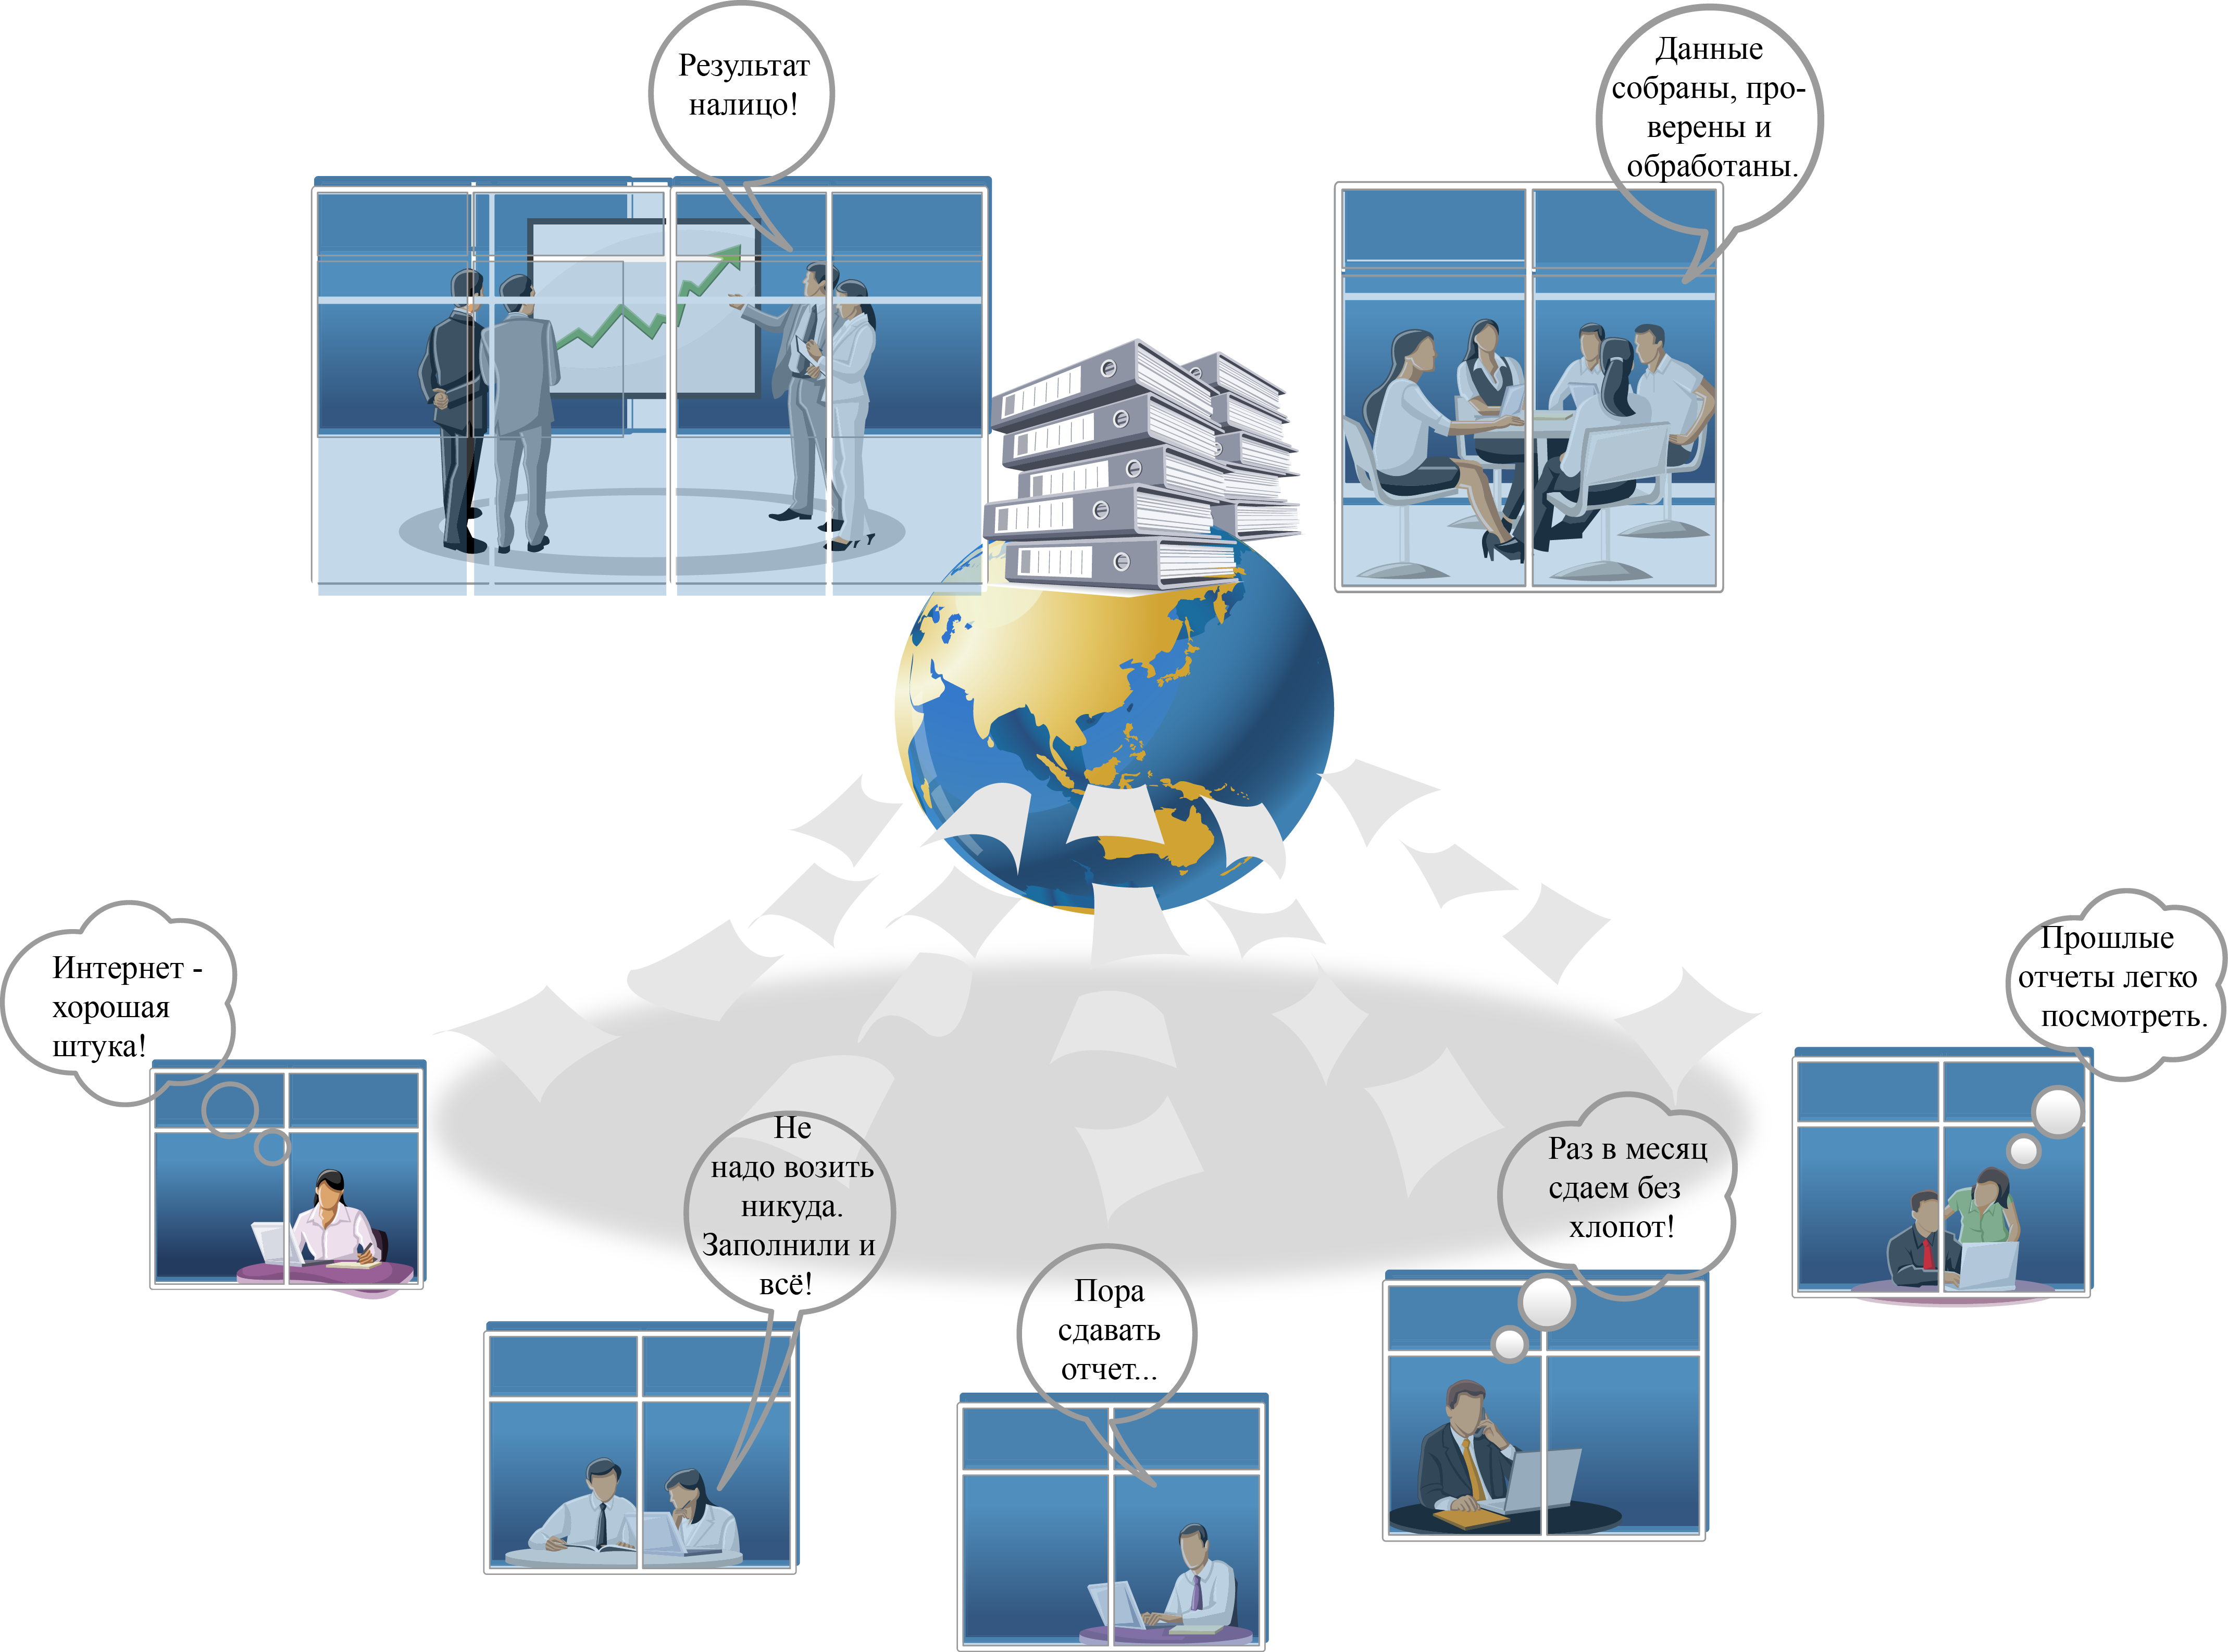 Результат
налицо!
Данные
собраны, про-
верены и
обработаны.
Интернет -
хорошая
штука!
Не
надо возить
никуда.
Заполнили и
всё!
Пора
сдавать
отчет...
Раз в месяц
сдаем без
хлопот!
Прошлые
отчеты легко
посмотреть.